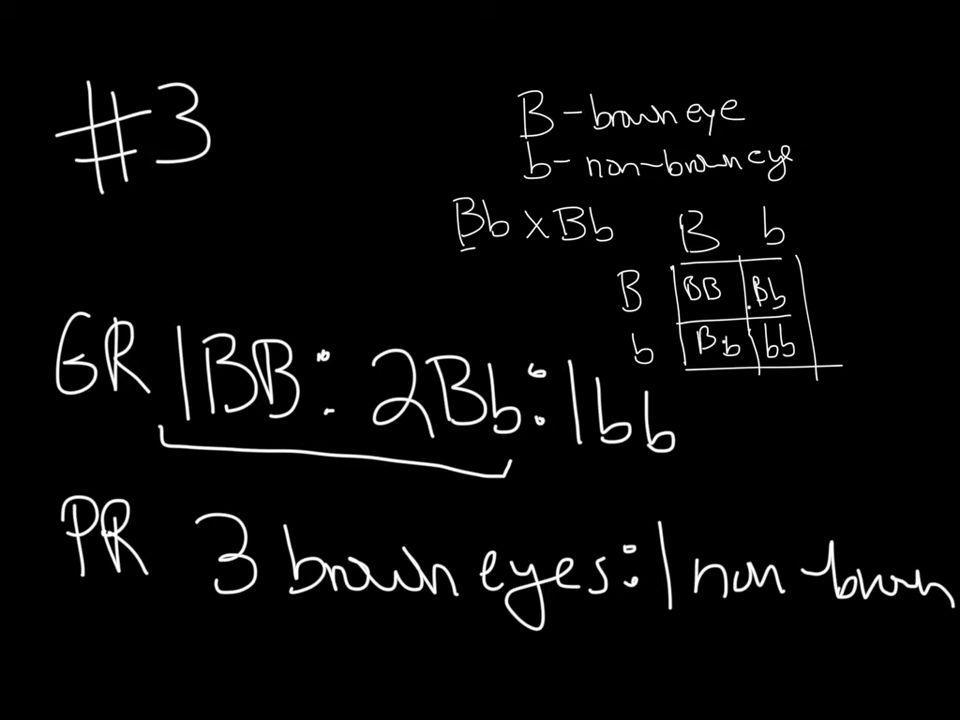 #3
B - brown eye
b - non-brown eye
Bb x Bb
B b
B BB Bb
b Bb bb
GR 1BB: 2Bb: 1bb
PR 3 brown eyes: 1 non-brown